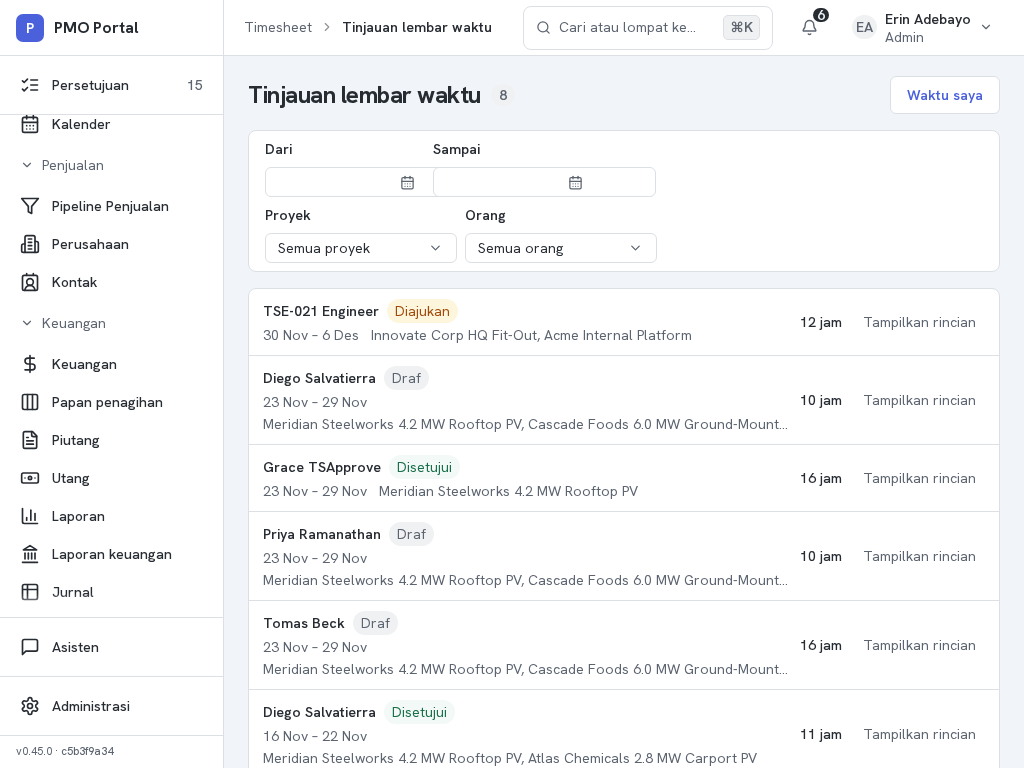 P PMO Portal
Timesheet > Tinjauan lembar waktu
Cari atau lompat ke... ⌘K
6
EA Erin Adebayo
Admin
Persetujuan 15
Kalender
Penjualan
Pipeline Penjualan
Perusahaan
Kontak
Keuangan
Keuangan
Papan penagihan
Piutang
Utang
Laporan
Laporan keuangan
Jurnal
Asisten
Administrasi
v0.45.0 · c5b3f9a34
Tinjauan lembar waktu 8
Waktu saya
Dari Sampai
Proyek Orang
Semua proyek Semua orang
TSE-021 Engineer Diajukan
30 Nov – 6 Des Innovate Corp HQ Fit-Out, Acme Internal Platform
12 jam Tampilkan rincian
Diego Salvatierra Draf
23 Nov – 29 Nov
Meridian Steelworks 4.2 MW Rooftop PV, Cascade Foods 6.0 MW Ground-Mount...
10 jam Tampilkan rincian
Grace TSApprove Disetujui
23 Nov – 29 Nov Meridian Steelworks 4.2 MW Rooftop PV
16 jam Tampilkan rincian
Priya Ramanathan Draf
23 Nov – 29 Nov
Meridian Steelworks 4.2 MW Rooftop PV, Cascade Foods 6.0 MW Ground-Mount...
10 jam Tampilkan rincian
Tomas Beck Draf
23 Nov – 29 Nov
Meridian Steelworks 4.2 MW Rooftop PV, Cascade Foods 6.0 MW Ground-Mount...
16 jam Tampilkan rincian
Diego Salvatierra Disetujui
16 Nov – 22 Nov
Meridian Steelworks 4.2 MW Rooftop PV, Atlas Chemicals 2.8 MW Carport PV
11 jam Tampilkan rincian